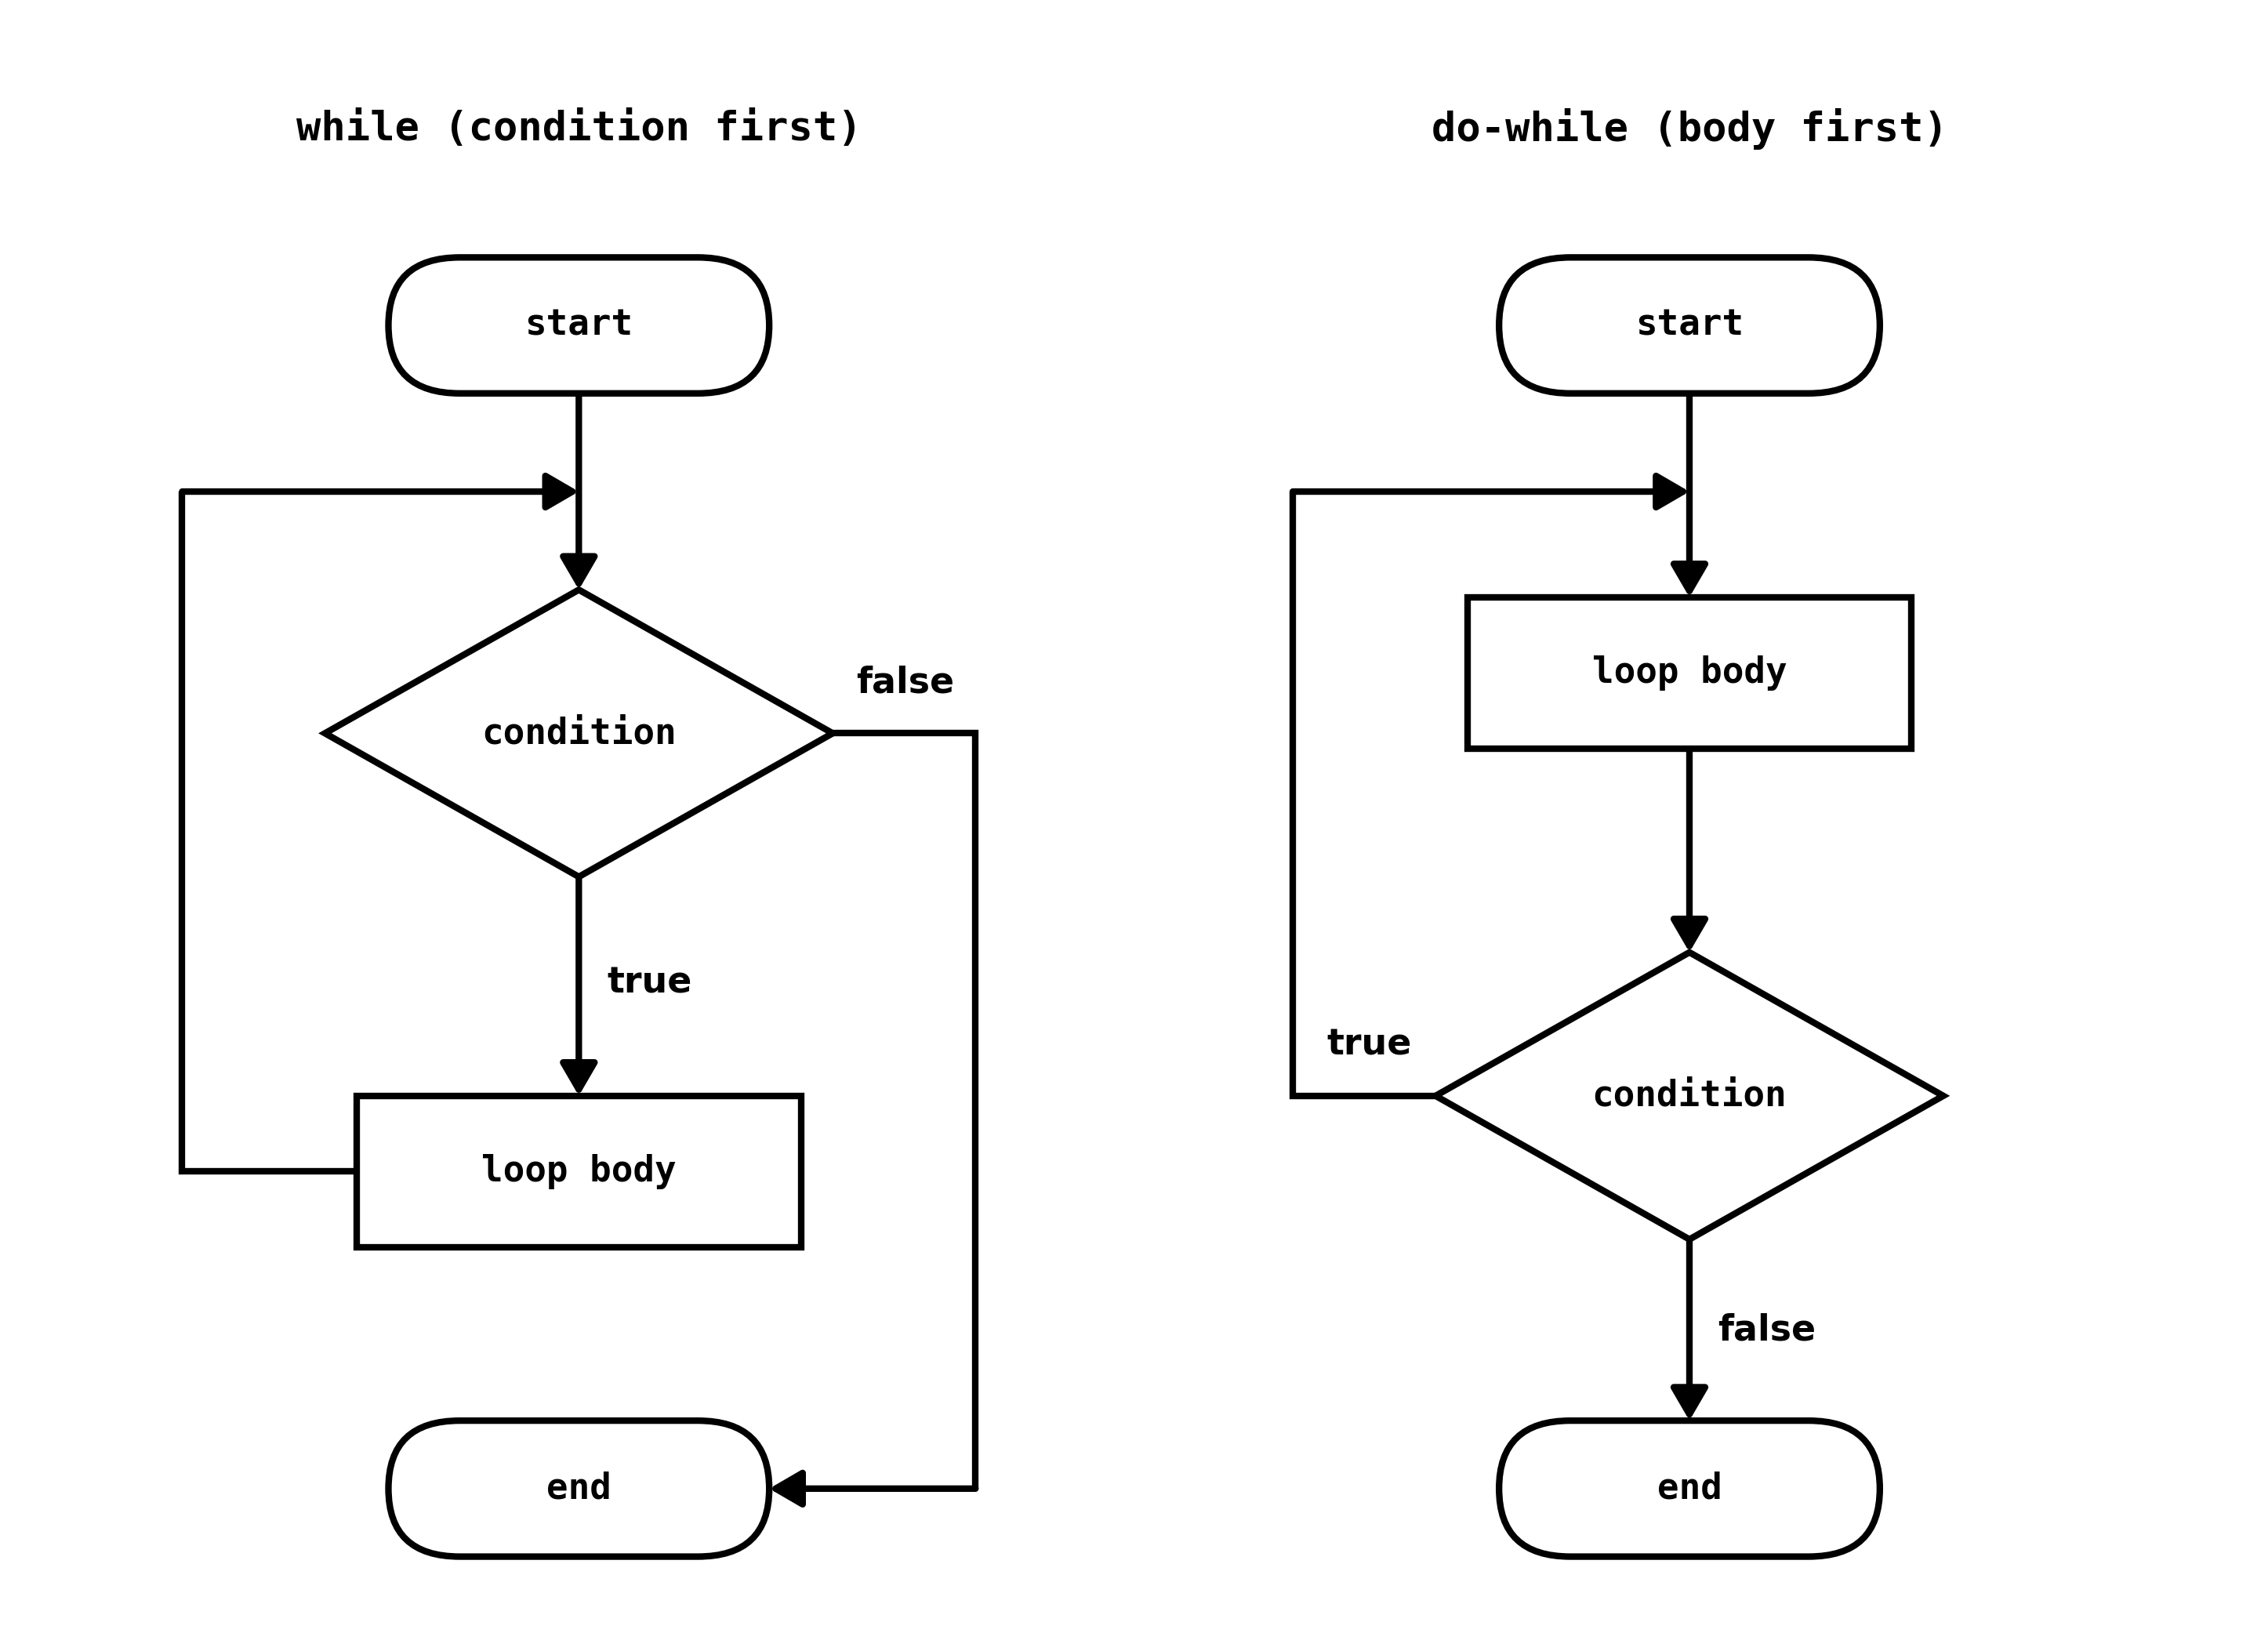 while (condition first)
start
condition
false
true
loop body
end
do-while (body first)
start
loop body
true
condition
false
end